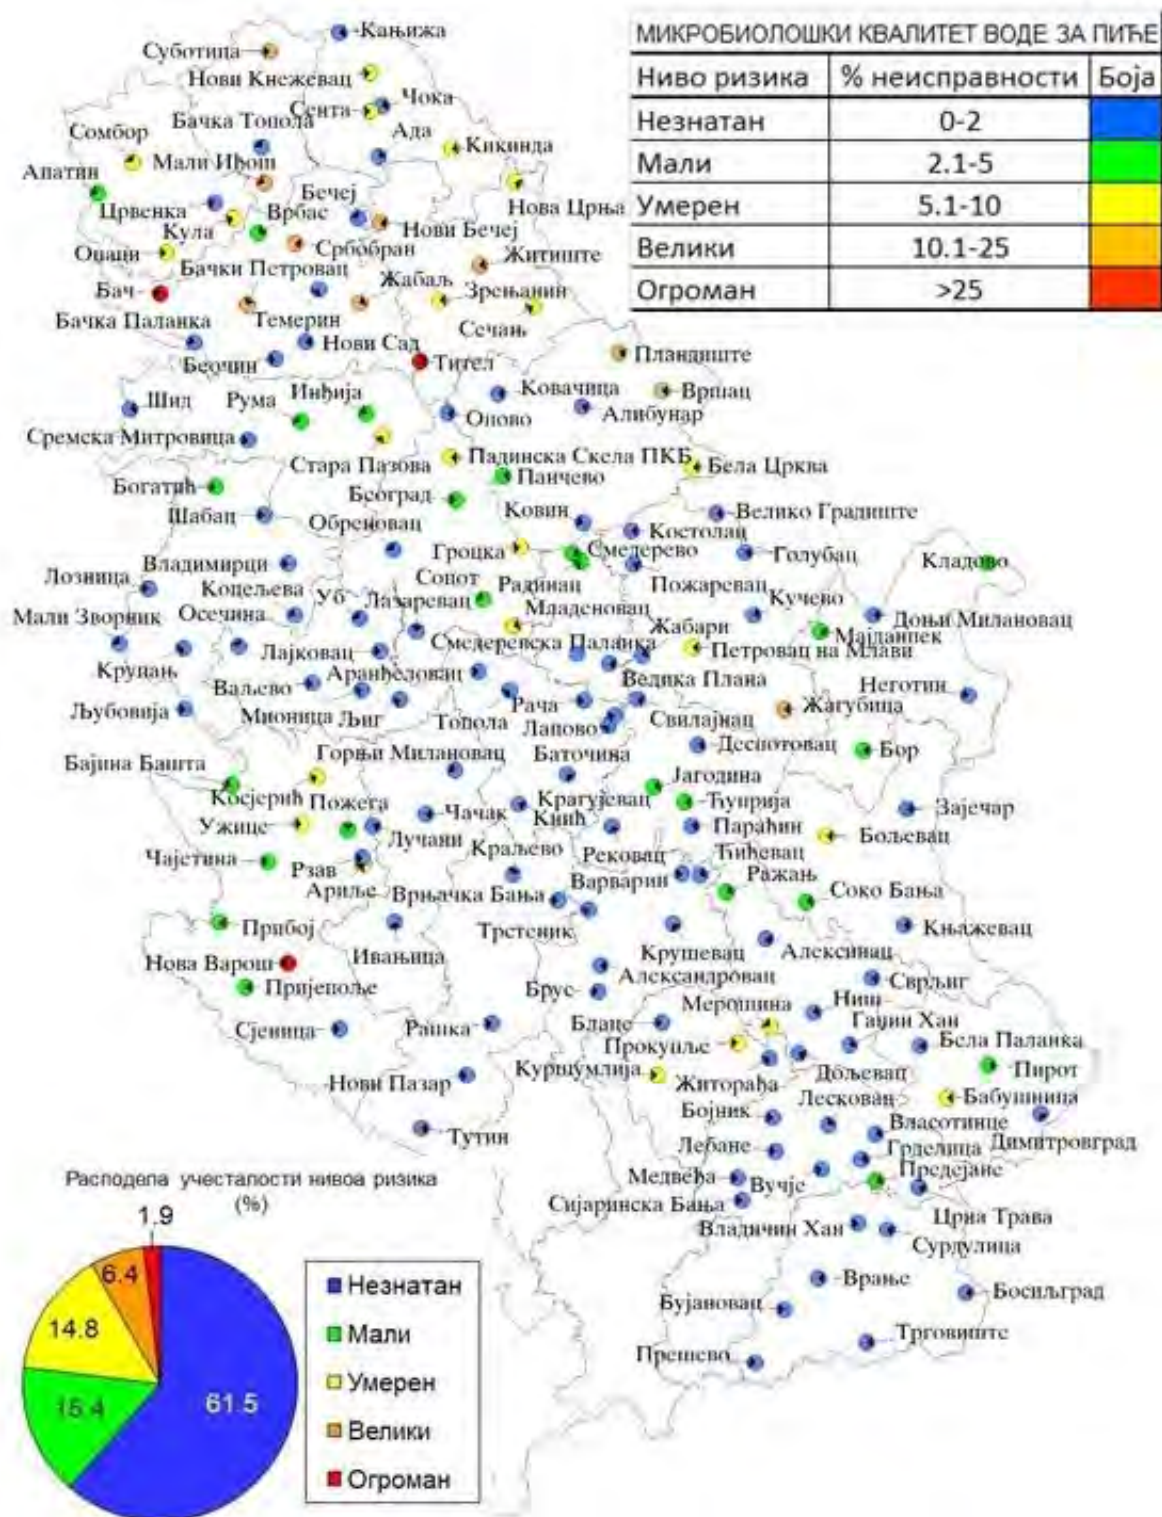 МИКРОБИОЛОШКИ КВАЛИТЕТ ВОДЕ ЗА ПИЋЕ
Ниво ризика % неисправности Боја
Незнатан 0-2
Мали 2.1-5
Умерен 5.1-10
Велики 10.1-25
Огроман >25
Кањижа
Суботица
Нови Кнежевац
Чока
Сента
Бачка Топола
Ада
Сомбор
Кикинда
Мали Иђош
Апатин
Бечеј
Нова Црња
Црвенка
Врбас
Кула
Нови Бечеј
Србобран
Оџаци
Житиште
Бачки Петровац
Жабаљ
Бач
Зрењанин
Бачка Паланка
Темерин
Сечањ
Нови Сад
Беочин
Тител
Пландиште
Ковачица
Вршац
Инђија
Шид
Рума
Алибунар
Опово
Сремска Митровица
Стара Пазова
Падинска Скела ПКБ
Бела Црква
Панчево
Богатић
Београд
Шабац
Обреновац
Ковин
Велико Градиште
Костолац
Гроцка
Смедерево
Голубац
Кладово
Владимирци
Лозница
Коцељева
Сопот
Радинац
Пожаревац
Уб
Лазаревац
Осечина
Младеновац
Кучево
Мали Зворник
Доњи Милановац
Жабари
Мајданпек
Смедеревска Паланка
Лајковац
Петровац на Млави
Крупањ
Аранђеловац
Велика Плана
Ваљево
Неготин
Рача
Љубовија
Мионица
Љиг
Топола
Жагубица
Свилајнац
Лапово
Горњи Милановац
Баточина
Деспотовац
Бор
Бајина Башта
Јагодина
Косјерић
Пожега
Крагујевац
Ћуприја
Зајечар
Чачак
Кнић
Ужице
Параћин
Бољевац
Лучани
Краљево
Рековац
Ћићевац
Чајетина
Рзав
Ражањ
Ариље
Врњачка Бања
Варварин
Соко Бања
Прибој
Трстеник
Књажевац
Крушевац
Алексинац
Ивањица
Нова Варош
Александровац
Сврљиг
Пријепоље
Брус
Мерошина
Ниш
Сјеница
Рашка
Блаце
Гаџин Хан
Прокупље
Бела Паланка
Куршумлија
Нови Пазар
Житорађа
Дољевац
Пирот
Лесковац
Бабушница
Бојник
Власотинце
Тутин
Димитровград
Лебане
Грделица
Медвеђа
Предејане
Вучје
Сијаринска Бања
Црна Трава
Владичин Хан
Сурдулица
Врање
Босиљград
Бујановац
Трговиште
Прешево
Расподела учесталости нивоа ризика
(%)
1.9
6.4
14.8
15.4
61.5
Незнатан
Мали
Умерен
Велики
Огроман